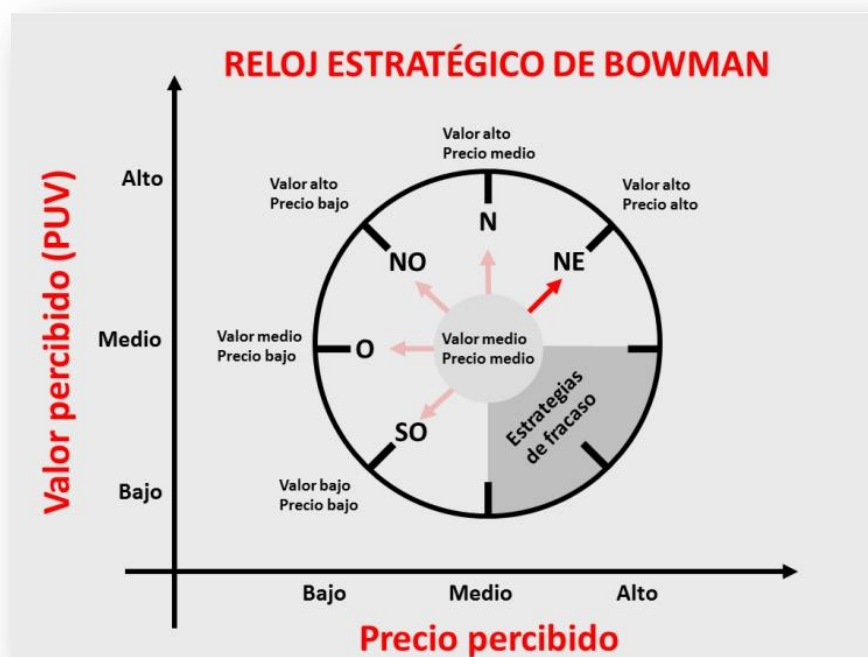 RELOJ ESTRATÉGICO DE BOWMAN
Valor percibido (PUV)
Alto
Medio
Bajo
Valor alto
Precio medio
Valor alto
Precio bajo
Valor alto
Precio alto
N
NO
NE
Valor medio
Precio bajo
O
Valor medio
Precio medio
SO
Estrategias
de fracaso
Valor bajo
Precio bajo
Bajo
Medio
Alto
Precio percibido